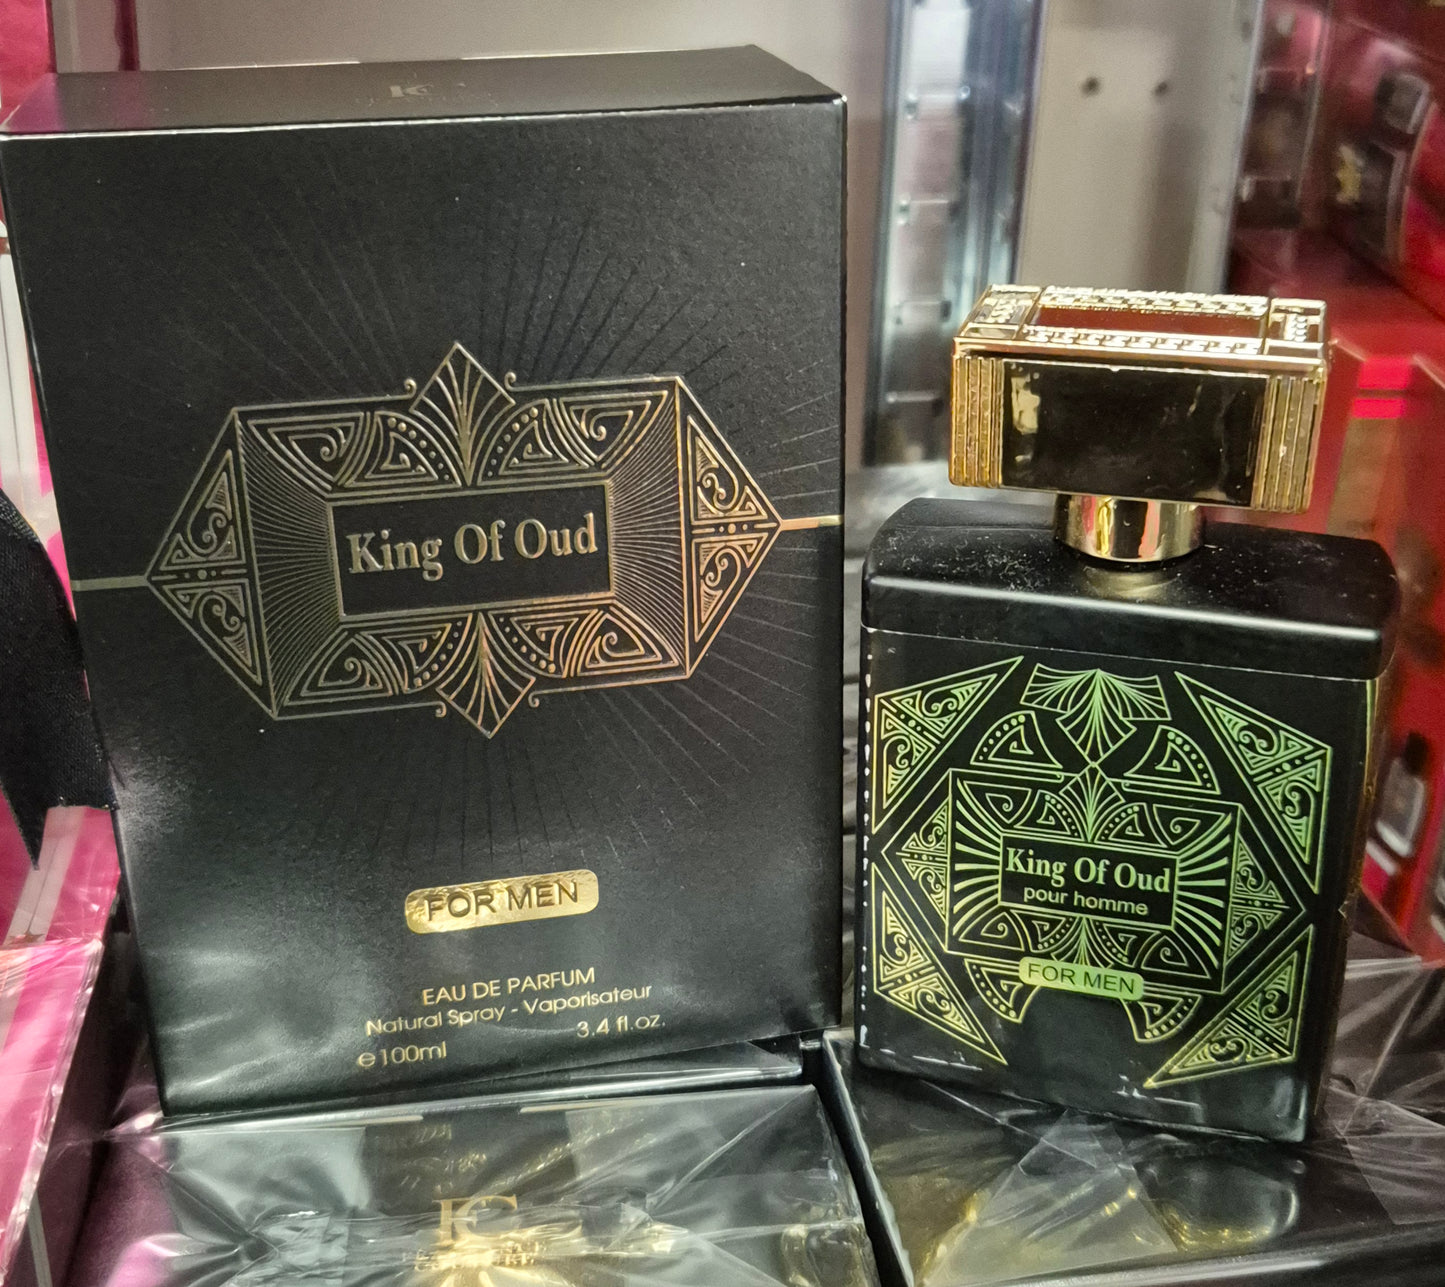 King Of Oud
FOR MEN
EAU DE PARFUM
Natural Spray - Vaporisateur
e100ml 3.4 fl.oz.
King Of Oud
pour homme
FOR MEN
FC